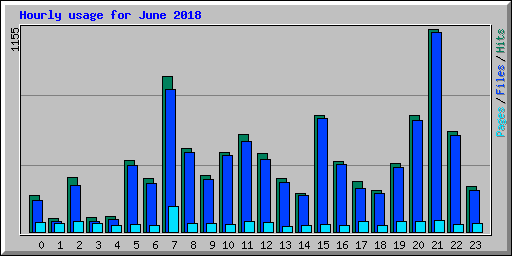 Hourly usage for June 2018
1155
Pages/Files/Hits
0 1 2 3 4 5 6 7 8 9 10 11 12 13 14 15 16 17 18 19 20 21 22 23